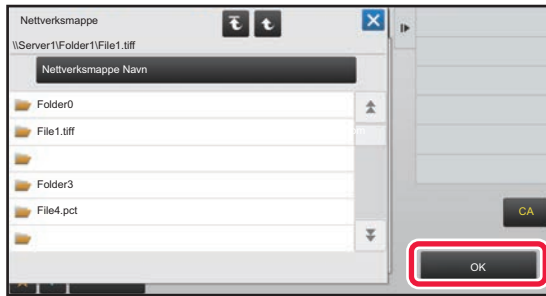 Nettverksmappe
\\Server1\Folder1\File1.tiff
Nettverksmappe Navn
Folder0
File1.tiff
Folder3
File4.pct
CA
OK